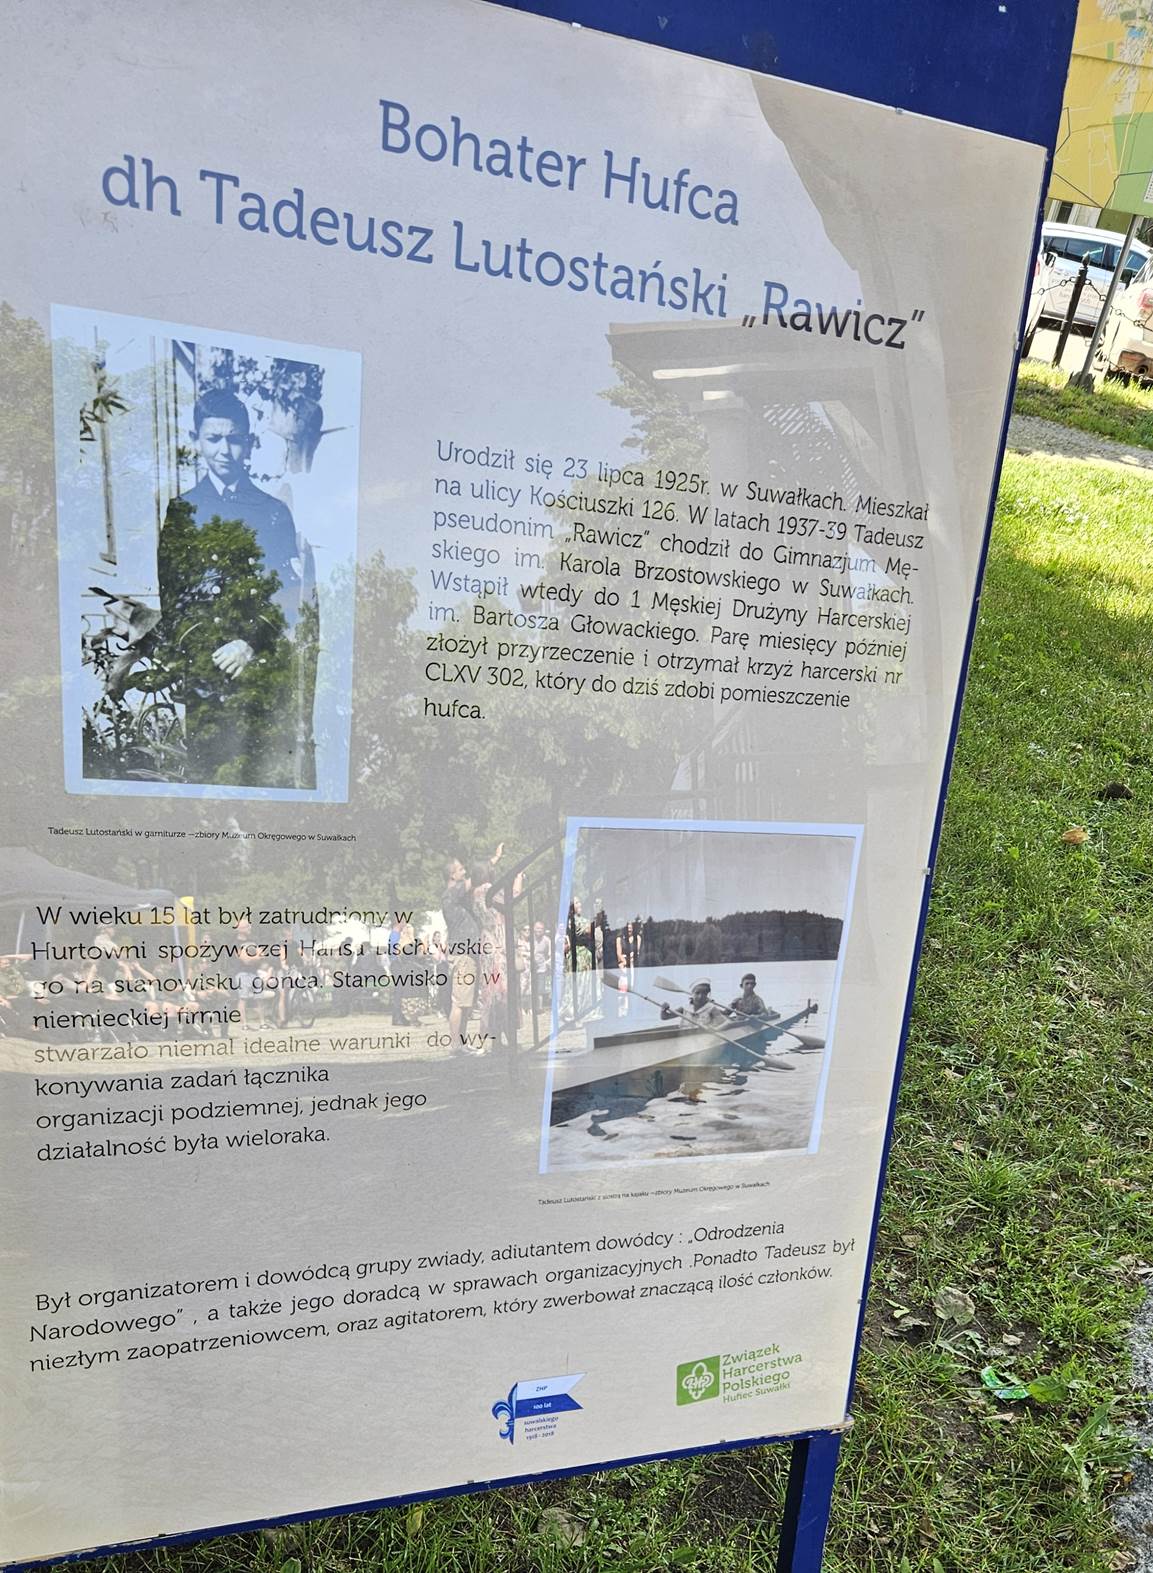 Bohater Hufca
dh Tadeusz Lutostański „Rawicz”
Urodził się 23 lipca 1925r. w Suwałkach. Mieszkał
na ulicy Kościuszki 126. W latach 1937-39 Tadeusz
pseudonim „Rawicz” chodził do Gimnazjum Mę-
skiego im. Karola Brzostowskiego w Suwałkach.
Wstąpił wtedy do 1 Męskiej Drużyny Harcerskiej
im. Bartosza Głowackiego. Parę miesięcy później
złożył przyrzeczenie i otrzymał krzyż harcerski nr
CLXV 302, który do dziś zdobi pomieszczenie
hufca.
Tadeusz Lutostański w garniturze —zbiory Muzeum Okręgowego w Suwałkach
W wieku 15 lat był zatrudniony w
Hurtowni spożywczej Hansa Lischewskie-
go na stanowisku gońca. Stanowisko to w
niemieckiej firmie
stwarzało niemal idealne warunki do wy-
konywania zadań łącznika
organizacji podziemnej, jednak jego
działalność była wieloraka.
Tadeusz Lutostański z siostrą na kajaku —zbiory Muzeum Okręgowego w Suwałkach
Był organizatorem i dowódcą grupy zwiady, adiutantem dowódcy : „Odrodzenia
Narodowego” , a także jego doradcą w sprawach organizacyjnych .Ponadto Tadeusz był
niezłym zaopatrzeniowcem, oraz agitatorem, który zwerbował znaczącą ilość członków.
ZHP
100 lat
suwalskiego
harcerstwa
1918 - 2018
ZHP
Związek
Harcerstwa
Polskiego
Hufiec Suwałki